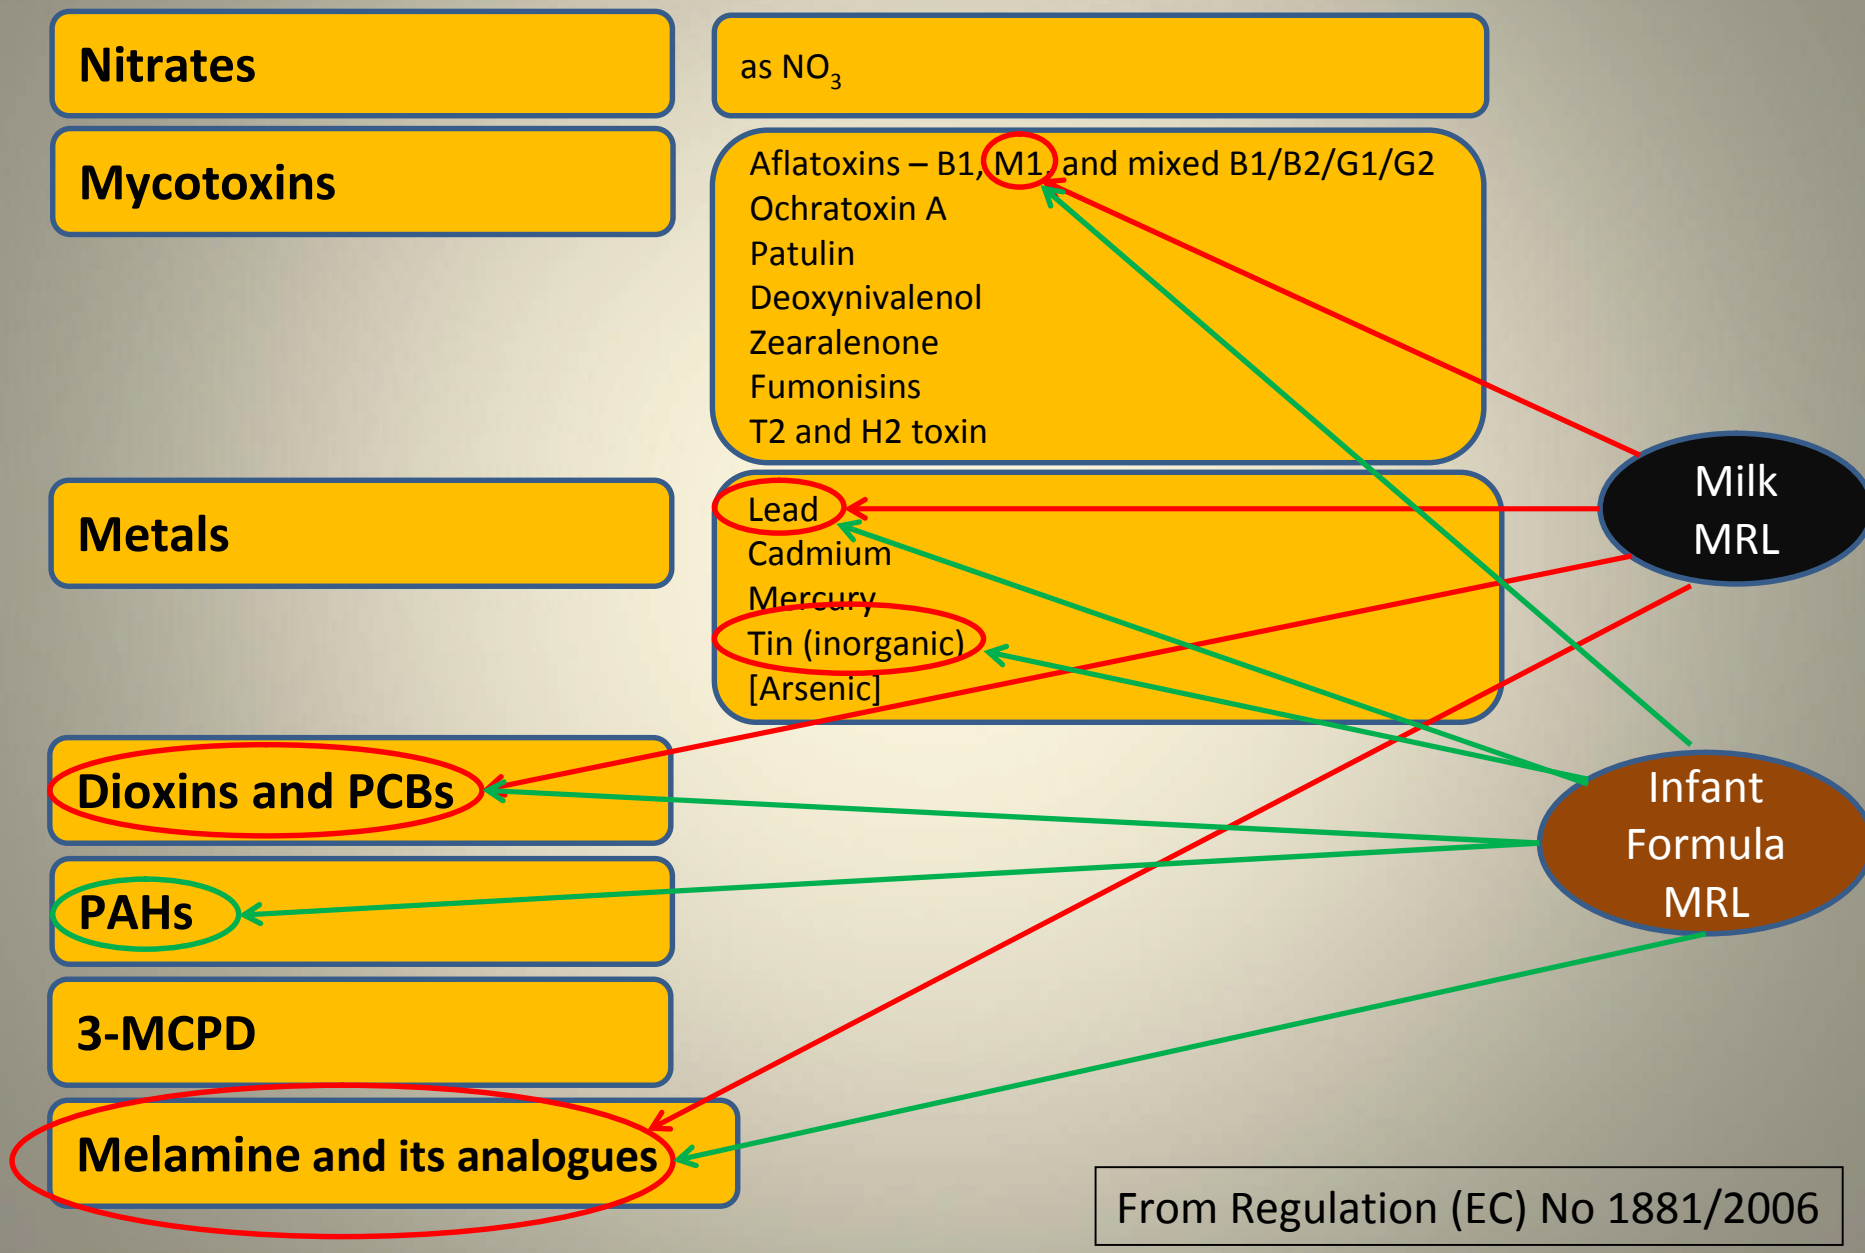 Nitrates
as NO₃
Mycotoxins
Aflatoxins – B1, M1, and mixed B1/B2/G1/G2
Ochratoxin A
Patulin
Deoxynivalenol
Zearalenone
Fumonisins
T2 and H2 toxin
Metals
Lead
Cadmium
Mercury
Tin (inorganic)
[Arsenic]
Milk
MRL
Dioxins and PCBs
PAHs
Infant
Formula
MRL
3-MCPD
Melamine and its analogues
From Regulation (EC) No 1881/2006